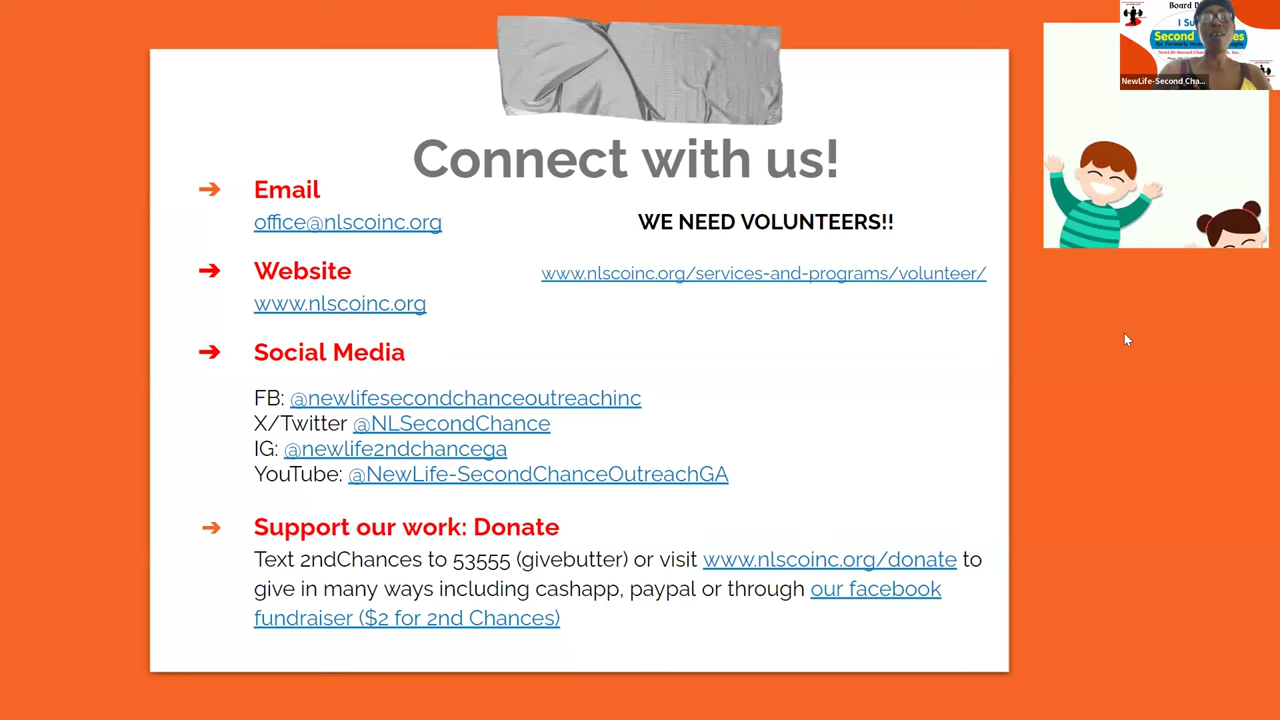 Connect with us!
➔ Email
office@nlscoinc.org
WE NEED VOLUNTEERS!!
➔ Website
www.nlscoinc.org/services-and-programs/volunteer/
www.nlscoinc.org
➔ Social Media
FB: @newlifesecondchanceoutreachinc
X/Twitter @NLSecondChance
IG: @newlife2ndchancega
YouTube: @NewLife-SecondChanceOutreachGA
➔ Support our work: Donate
Text 2ndChances to 53555 (givebutter) or visit www.nlscoinc.org/donate to
give in many ways including cashapp, paypal or through our facebook
fundraiser ($2 for 2nd Chances)
Board
Second
NewLife-Second Cha...